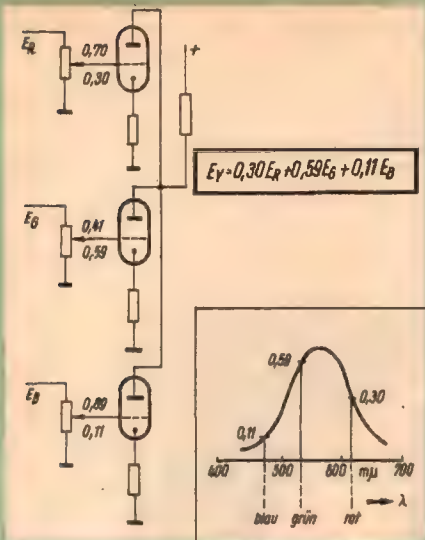 E_R
0,70
0,30
+
E_Y = 0,30 E_R + 0,59 E_G + 0,11 E_B
E_G
0,41
0,59
E_B
0,89
0,11
0,59
0,30
0,11
400 500 600 mµ 700
λ
blau grün rot